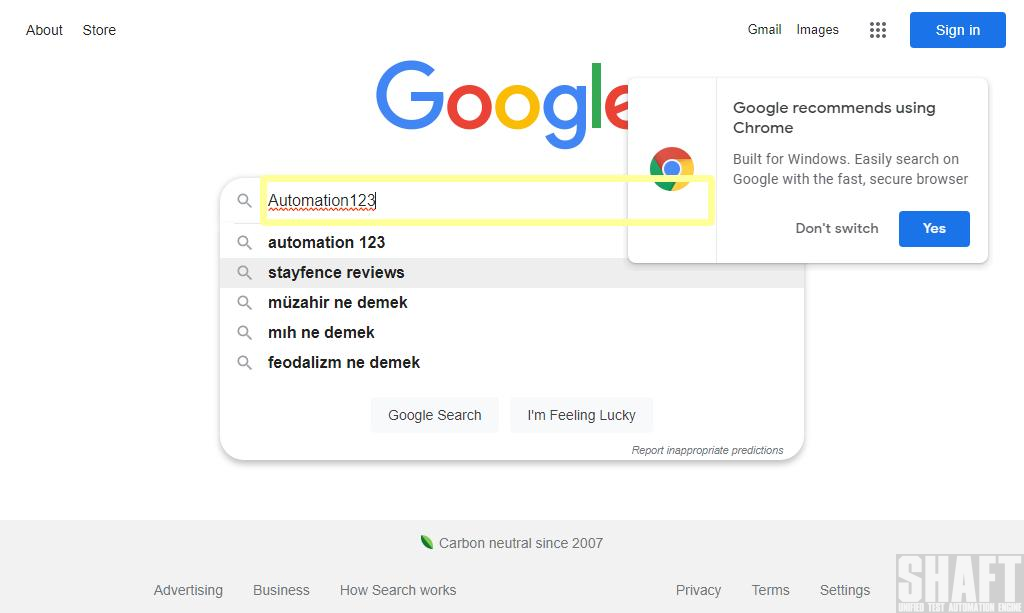 About Store
Gmail Images
Sign in
Google
Google recommends using
Chrome
Built for Windows. Easily search on
Google with the fast, secure browser
Don't switch
Yes
Automation123
automation 123
stayfence reviews
müzahir ne demek
mıh ne demek
feodalizm ne demek
Google Search
I'm Feeling Lucky
Report inappropriate predictions
Carbon neutral since 2007
Advertising Business How Search works
Privacy Terms Settings
SHAFT
UNIFIED TEST AUTOMATION ENGINE